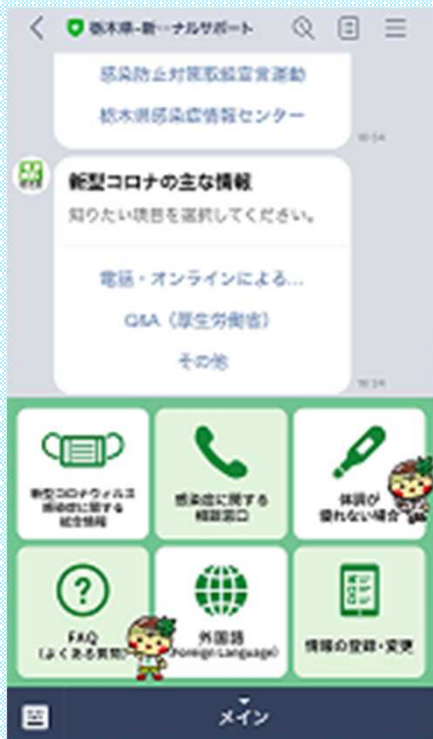 栃木県-新…ナルサポート
感染防止対策取組宣言運動
栃木県感染症情報センター
新型コロナの主な情報
知りたい項目を選択してください。
電話・オンラインによる...
Q&A（厚生労働省）
その他
新型コロナウィルス
感染症に関する
総合情報
感染症に関する
相談窓口
体調が
優れない場合
FAQ
（よくある質問）
外国語
(Foreign Language)
情報の登録・変更
メイン